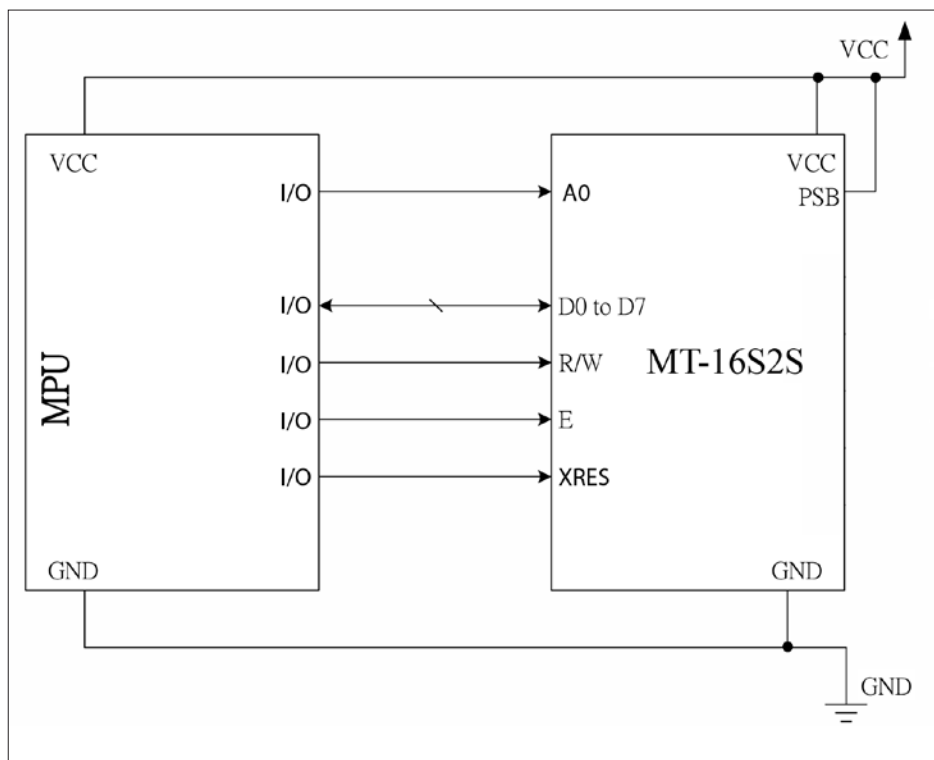 VCC
VCC
VCC
I/O
A0
PSB
I/O
D0 to D7
I/O
R/W
MT-16S2S
MPU
I/O
E
I/O
XRES
GND
GND
GND